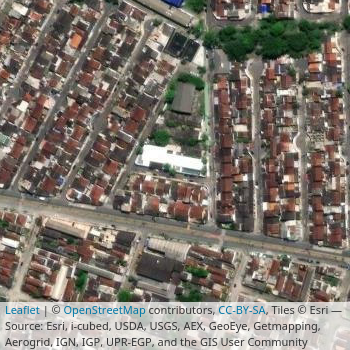 Leaflet | © OpenStreetMap contributors, CC-BY-SA, Tiles © Esri —
Source: Esri, i-cubed, USDA, USGS, AEX, GeoEye, Getmapping,
Aerogrid, IGN, IGP, UPR-EGP, and the GIS User Community